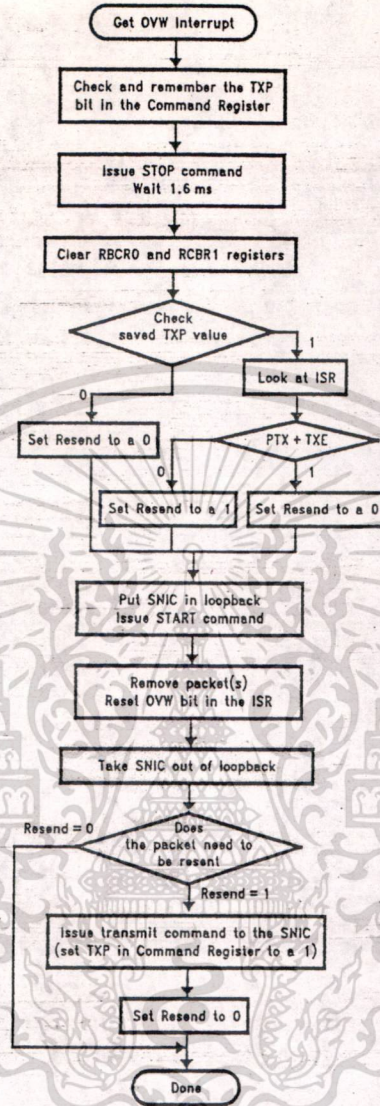 Get OVW Interrupt
Check and remember the TXP
bit in the Command Register
Issue STOP command
Wait 1.6 ms
Clear RBCR0 and RCBR1 registers
Check
saved TXP value
1
Look at ISR
0
Set Resend to a 0
PTX + TXE
0
1
Set Resend to a 1
Set Resend to a 0
Put SNIC in loopback
Issue START command
Remove packet(s)
Reset OVW bit in the ISR
Take SNIC out of loopback
Resend = 0
Does
the packet need to
be resent
Resend = 1
Issue transmit command to the SNIC
(set TXP in Command Register to a 1)
Set Resend to 0
Done